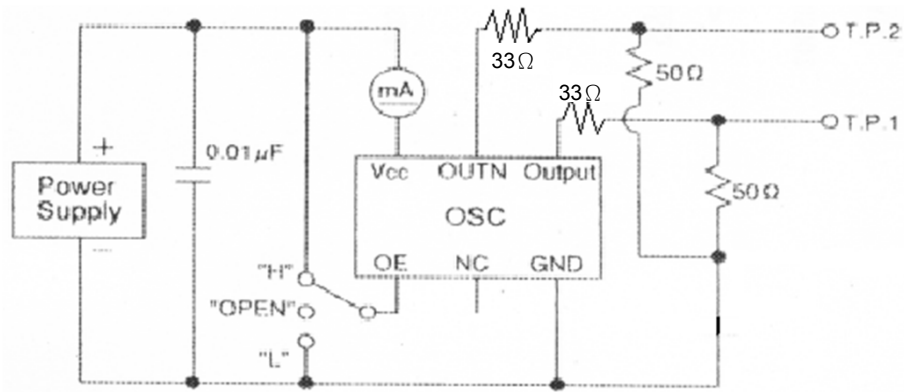 33Ω
T.P.2
50Ω
33Ω
mA
T.P.1
+
0.01μF
Vcc OUTN Output
Power
Supply
50Ω
OSC
—
"H"
OE NC GND
"OPEN"
"L"